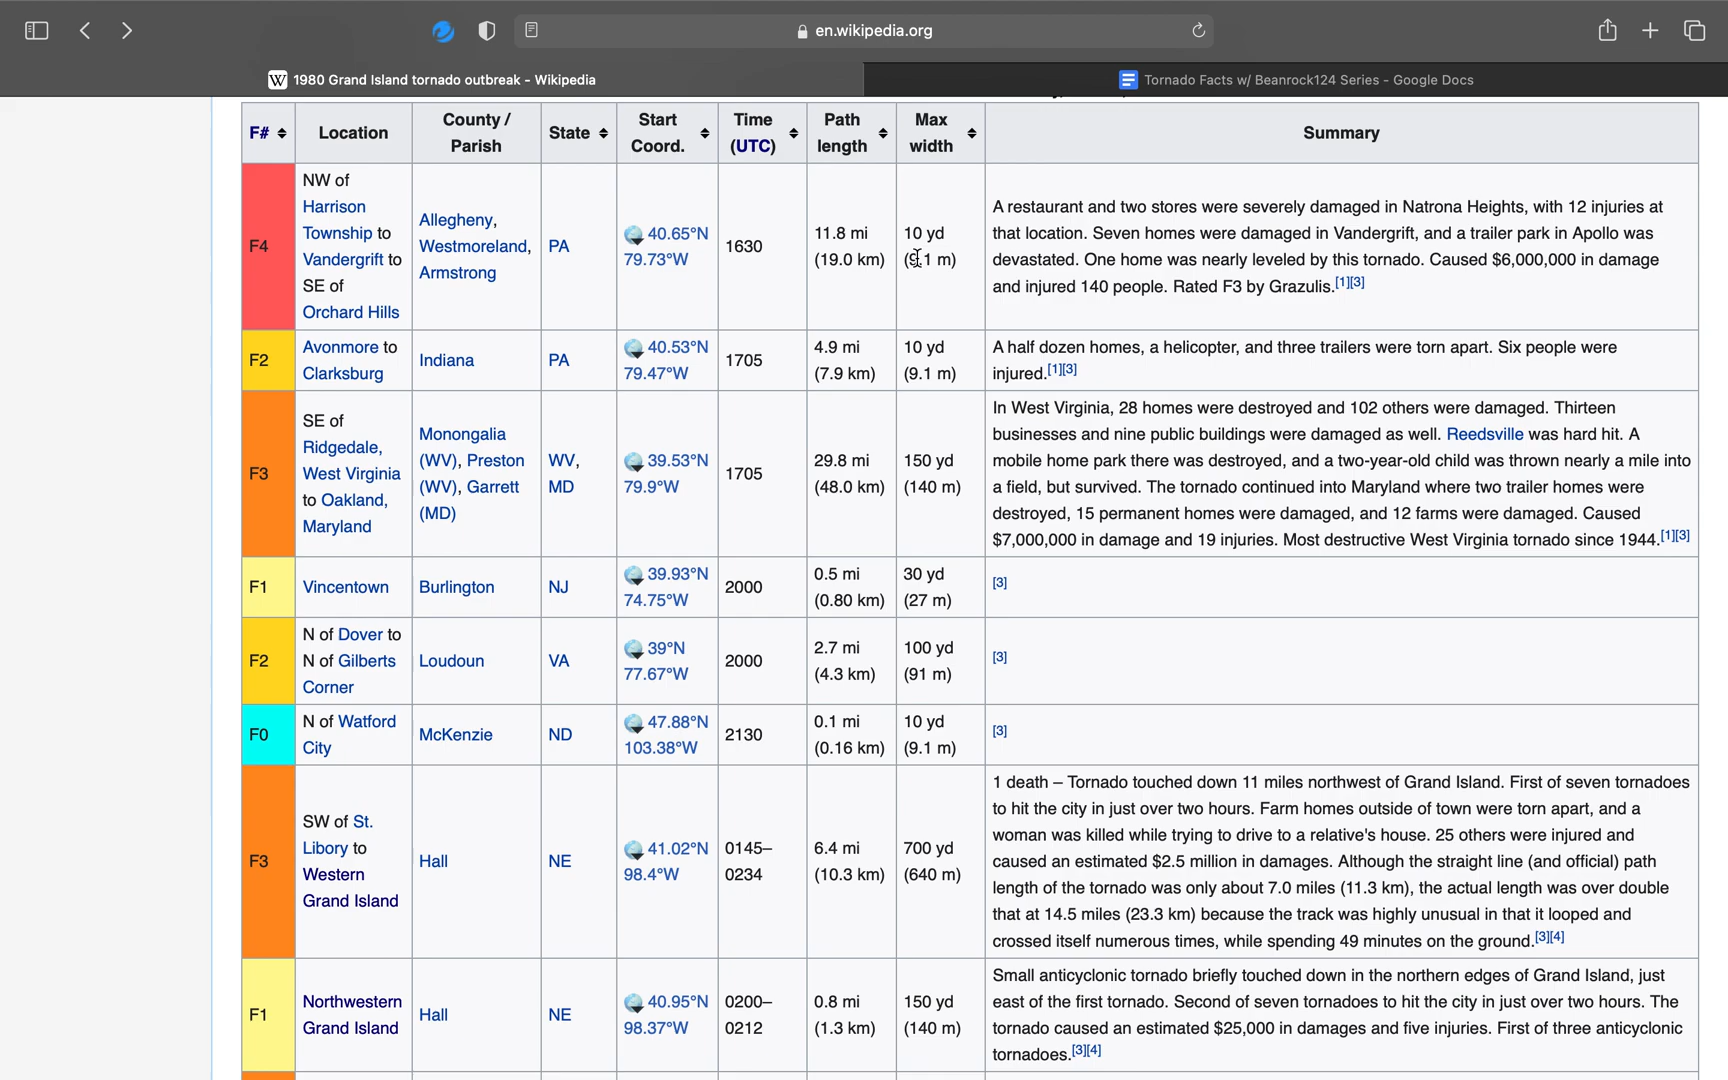 en.wikipedia.org
1980 Grand Island tornado outbreak - Wikipedia
Tornado Facts w/ Beanrock124 Series - Google Docs
F# Location County / Parish State Start Coord. Time (UTC) Path length Max width Summary
F4
NW of
Harrison
Township to
Vandergrift to
SE of
Orchard Hills
Allegheny,
Westmoreland,
Armstrong
PA
40.65°N
79.73°W
1630
11.8 mi
(19.0 km)
10 yd
(9.1 m)
A restaurant and two stores were severely damaged in Natrona Heights, with 12 injuries at
that location. Seven homes were damaged in Vandergrift, and a trailer park in Apollo was
devastated. One home was nearly leveled by this tornado. Caused $6,000,000 in damage
and injured 140 people. Rated F3 by Grazulis.[1][3]
F2
Avonmore to
Clarksburg
Indiana
PA
40.53°N
79.47°W
1705
4.9 mi
(7.9 km)
10 yd
(9.1 m)
A half dozen homes, a helicopter, and three trailers were torn apart. Six people were
injured.[1][3]
F3
SE of
Ridgedale,
West Virginia
to Oakland,
Maryland
Monongalia
(WV), Preston
(WV), Garrett
(MD)
WV,
MD
39.53°N
79.9°W
1705
29.8 mi
(48.0 km)
150 yd
(140 m)
In West Virginia, 28 homes were destroyed and 102 others were damaged. Thirteen
businesses and nine public buildings were damaged as well. Reedsville was hard hit. A
mobile home park there was destroyed, and a two-year-old child was thrown nearly a mile into
a field, but survived. The tornado continued into Maryland where two trailer homes were
destroyed, 15 permanent homes were damaged, and 12 farms were damaged. Caused
$7,000,000 in damage and 19 injuries. Most destructive West Virginia tornado since 1944.[1][3]
F1
Vincentown
Burlington
NJ
39.93°N
74.75°W
2000
0.5 mi
(0.80 km)
30 yd
(27 m)
[3]
F2
N of Dover to
N of Gilberts
Corner
Loudoun
VA
39°N
77.67°W
2000
2.7 mi
(4.3 km)
100 yd
(91 m)
[3]
F0
N of Watford
City
McKenzie
ND
47.88°N
103.38°W
2130
0.1 mi
(0.16 km)
10 yd
(9.1 m)
[3]
F3
SW of St.
Libory to
Western
Grand Island
Hall
NE
41.02°N
98.4°W
0145–
0234
6.4 mi
(10.3 km)
700 yd
(640 m)
1 death – Tornado touched down 11 miles northwest of Grand Island. First of seven tornadoes
to hit the city in just over two hours. Farm homes outside of town were torn apart, and a
woman was killed while trying to drive to a relative's house. 25 others were injured and
caused an estimated $2.5 million in damages. Although the straight line (and official) path
length of the tornado was only about 7.0 miles (11.3 km), the actual length was over double
that at 14.5 miles (23.3 km) because the track was highly unusual in that it looped and
crossed itself numerous times, while spending 49 minutes on the ground.[3][4]
F1
Northwestern
Grand Island
Hall
NE
40.95°N
98.37°W
0200–
0212
0.8 mi
(1.3 km)
150 yd
(140 m)
Small anticyclonic tornado briefly touched down in the northern edges of Grand Island, just
east of the first tornado. Second of seven tornadoes to hit the city in just over two hours. The
tornado caused an estimated $25,000 in damages and five injuries. First of three anticyclonic
tornadoes.[3][4]